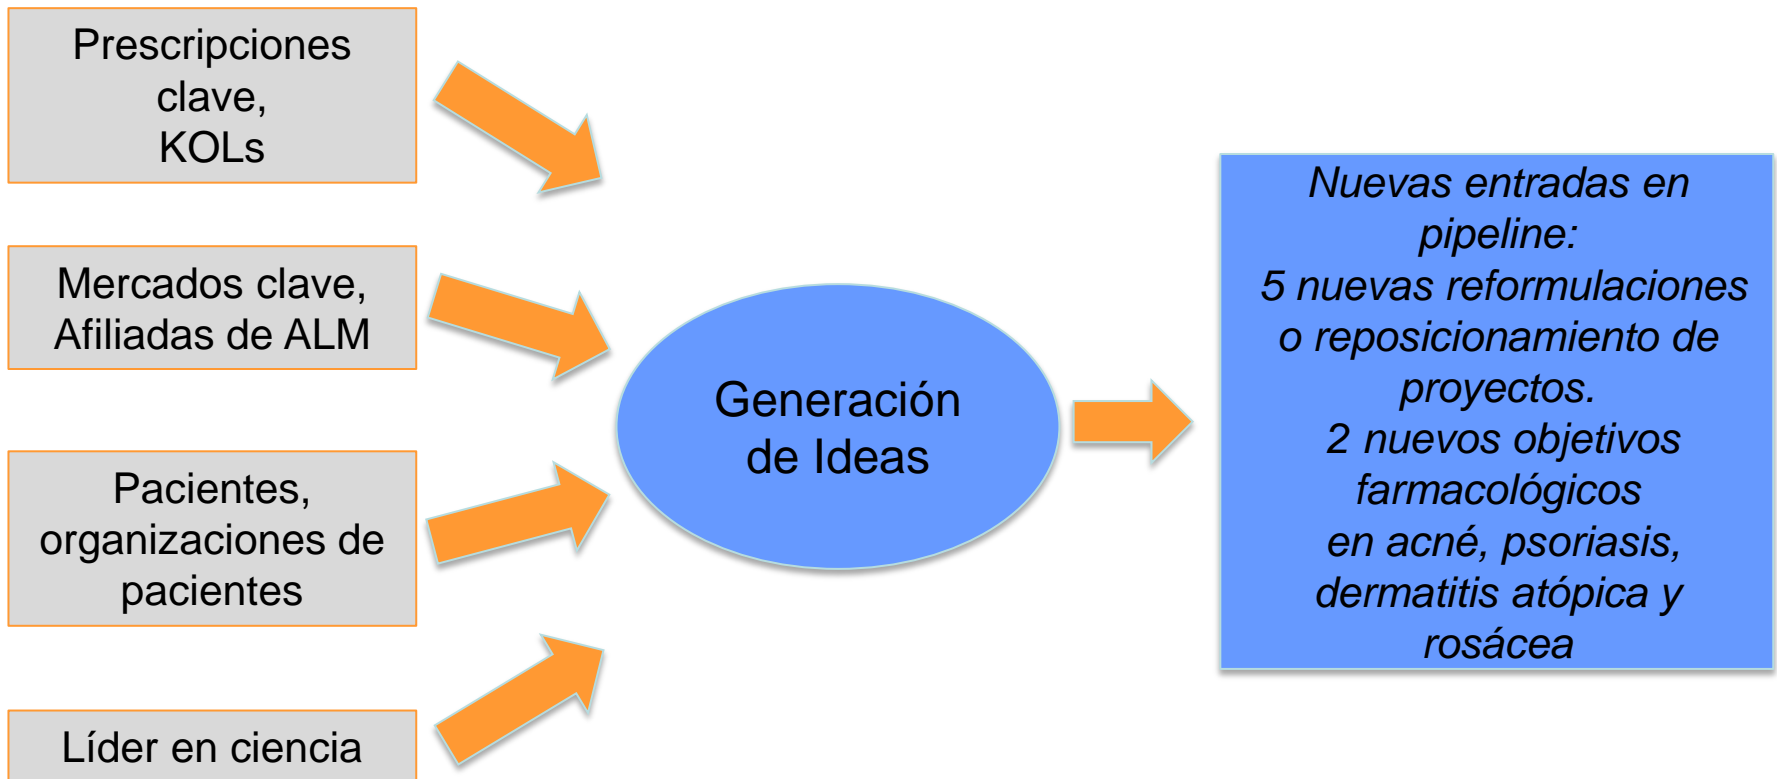 Prescripciones
clave,
KOLs
Mercados clave,
Afiliadas de ALM
Pacientes,
organizaciones de
pacientes
Líder en ciencia
Generación
de Ideas
Nuevas entradas en
pipeline:
5 nuevas reformulaciones
o reposicionamiento de
proyectos.
2 nuevos objetivos
farmacológicos
en acné, psoriasis,
dermatitis atópica y
rosácea